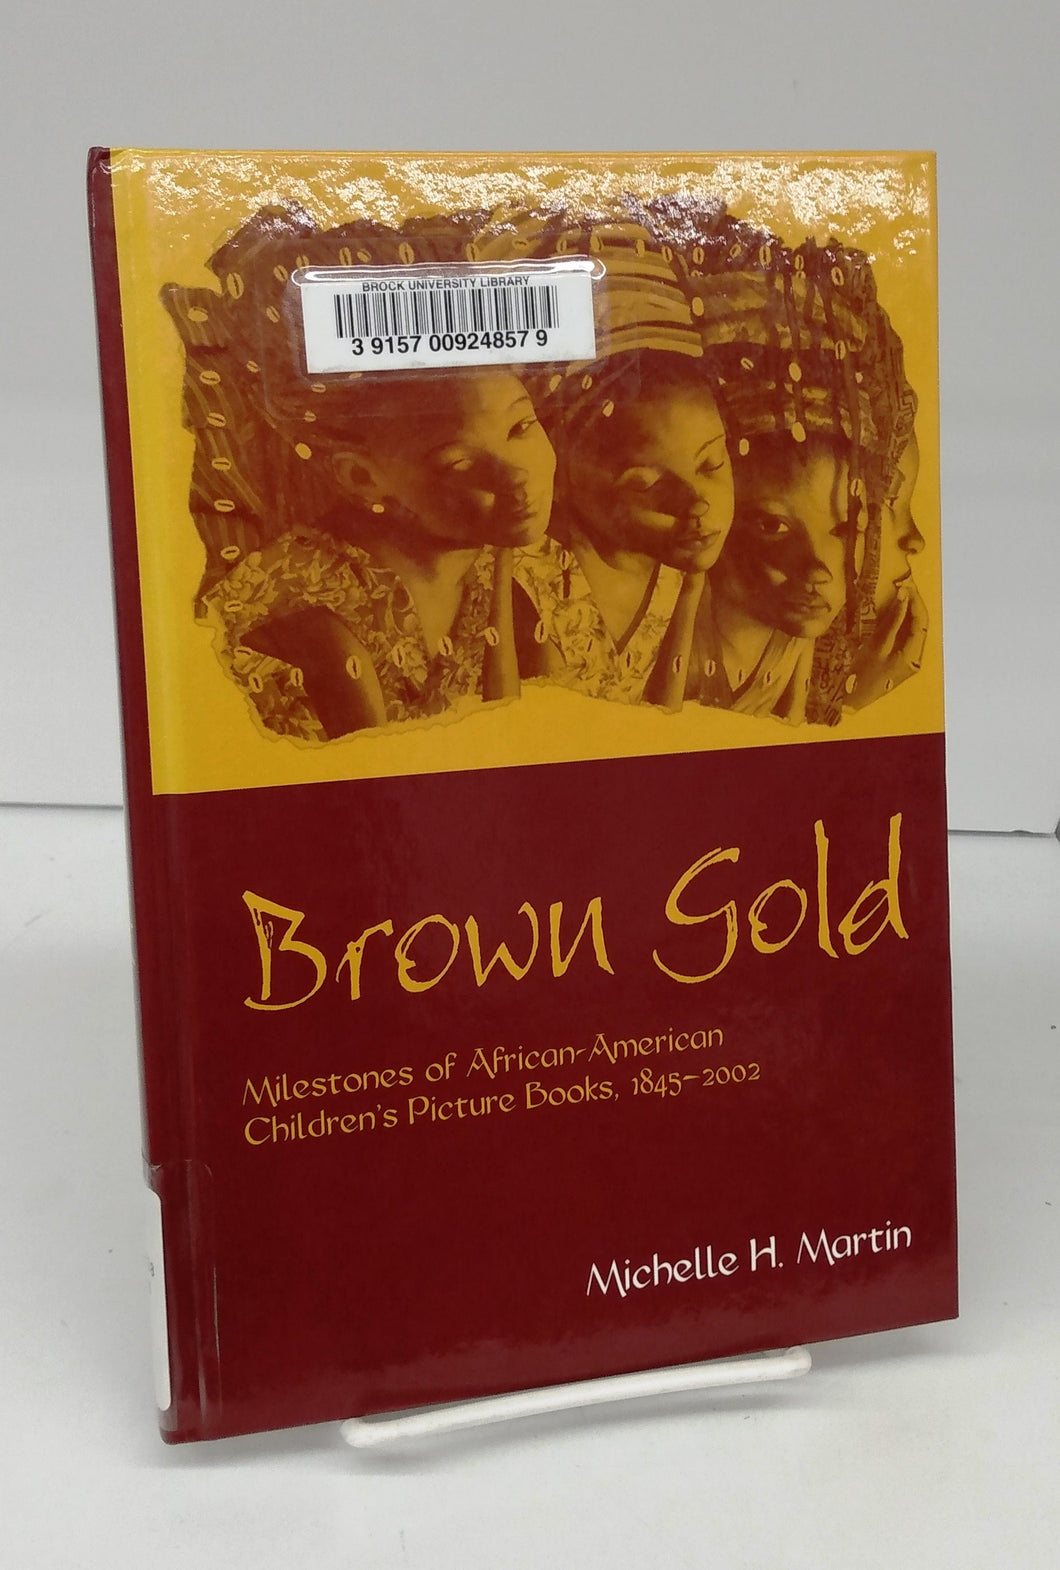 BROCK UNIVERSITY LIBRARY
3 9157 00924857 9
Brown Gold
Milestones of African-American
Children's Picture Books, 1845–2002
Michelle H. Martin